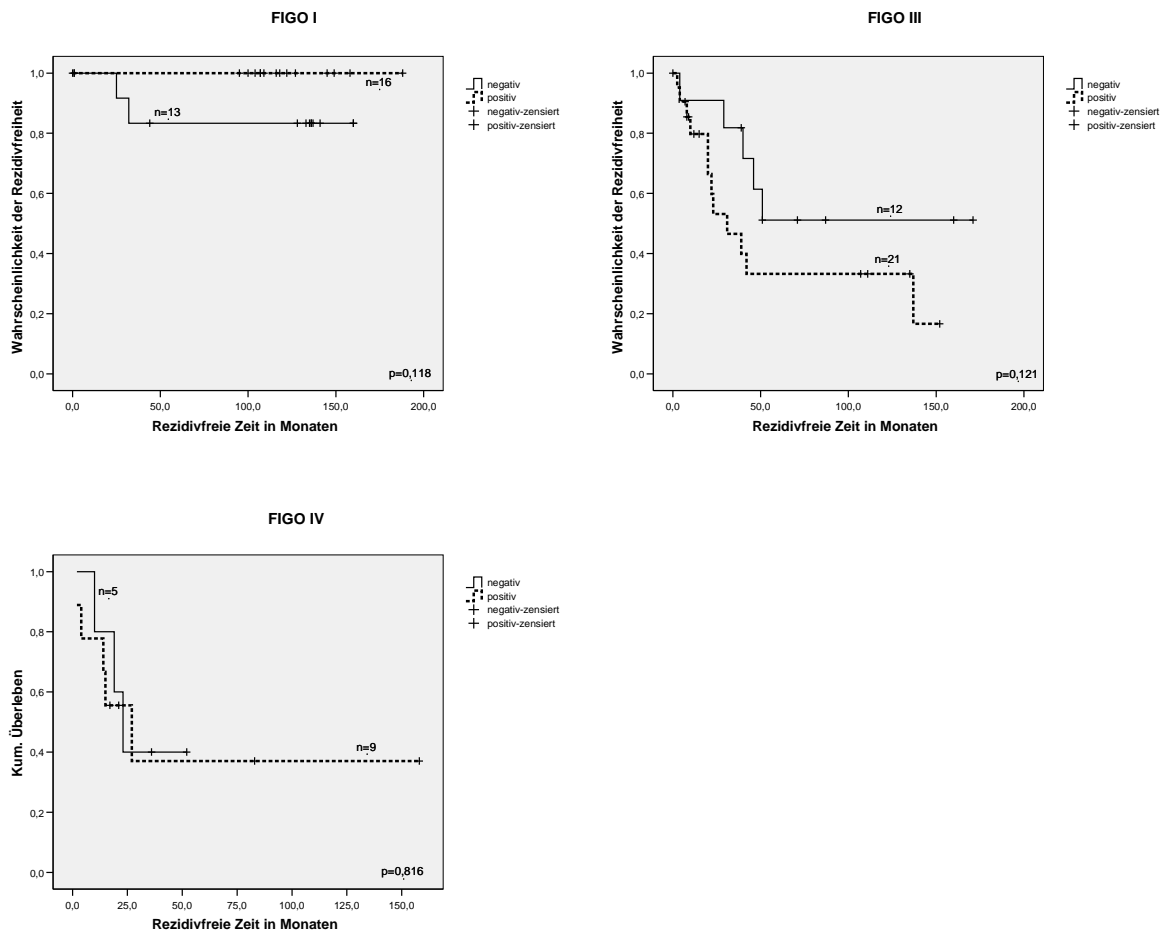 FIGO I
Wahrscheinlichkeit der Rezidivfreiheit
1,0
0,8
0,6
0,4
0,2
0,0
n=16
n=13
p=0,118
0,0 50,0 100,0 150,0 200,0
Rezidivfreie Zeit in Monaten
negativ
positiv
negativ-zensiert
positiv-zensiert
FIGO III
Wahrscheinlichkeit der Rezidivfreiheit
1,0
0,8
0,6
0,4
0,2
0,0
n=12
n=21
p=0,121
0,0 50,0 100,0 150,0 200,0
Rezidivfreie Zeit in Monaten
negativ
positiv
negativ-zensiert
positiv-zensiert
FIGO IV
Kum. Überleben
1,0
0,8
0,6
0,4
0,2
0,0
n=5
n=9
p=0,816
0,0 25,0 50,0 75,0 100,0 125,0 150,0
Rezidivfreie Zeit in Monaten
negativ
positiv
negativ-zensiert
positiv-zensiert